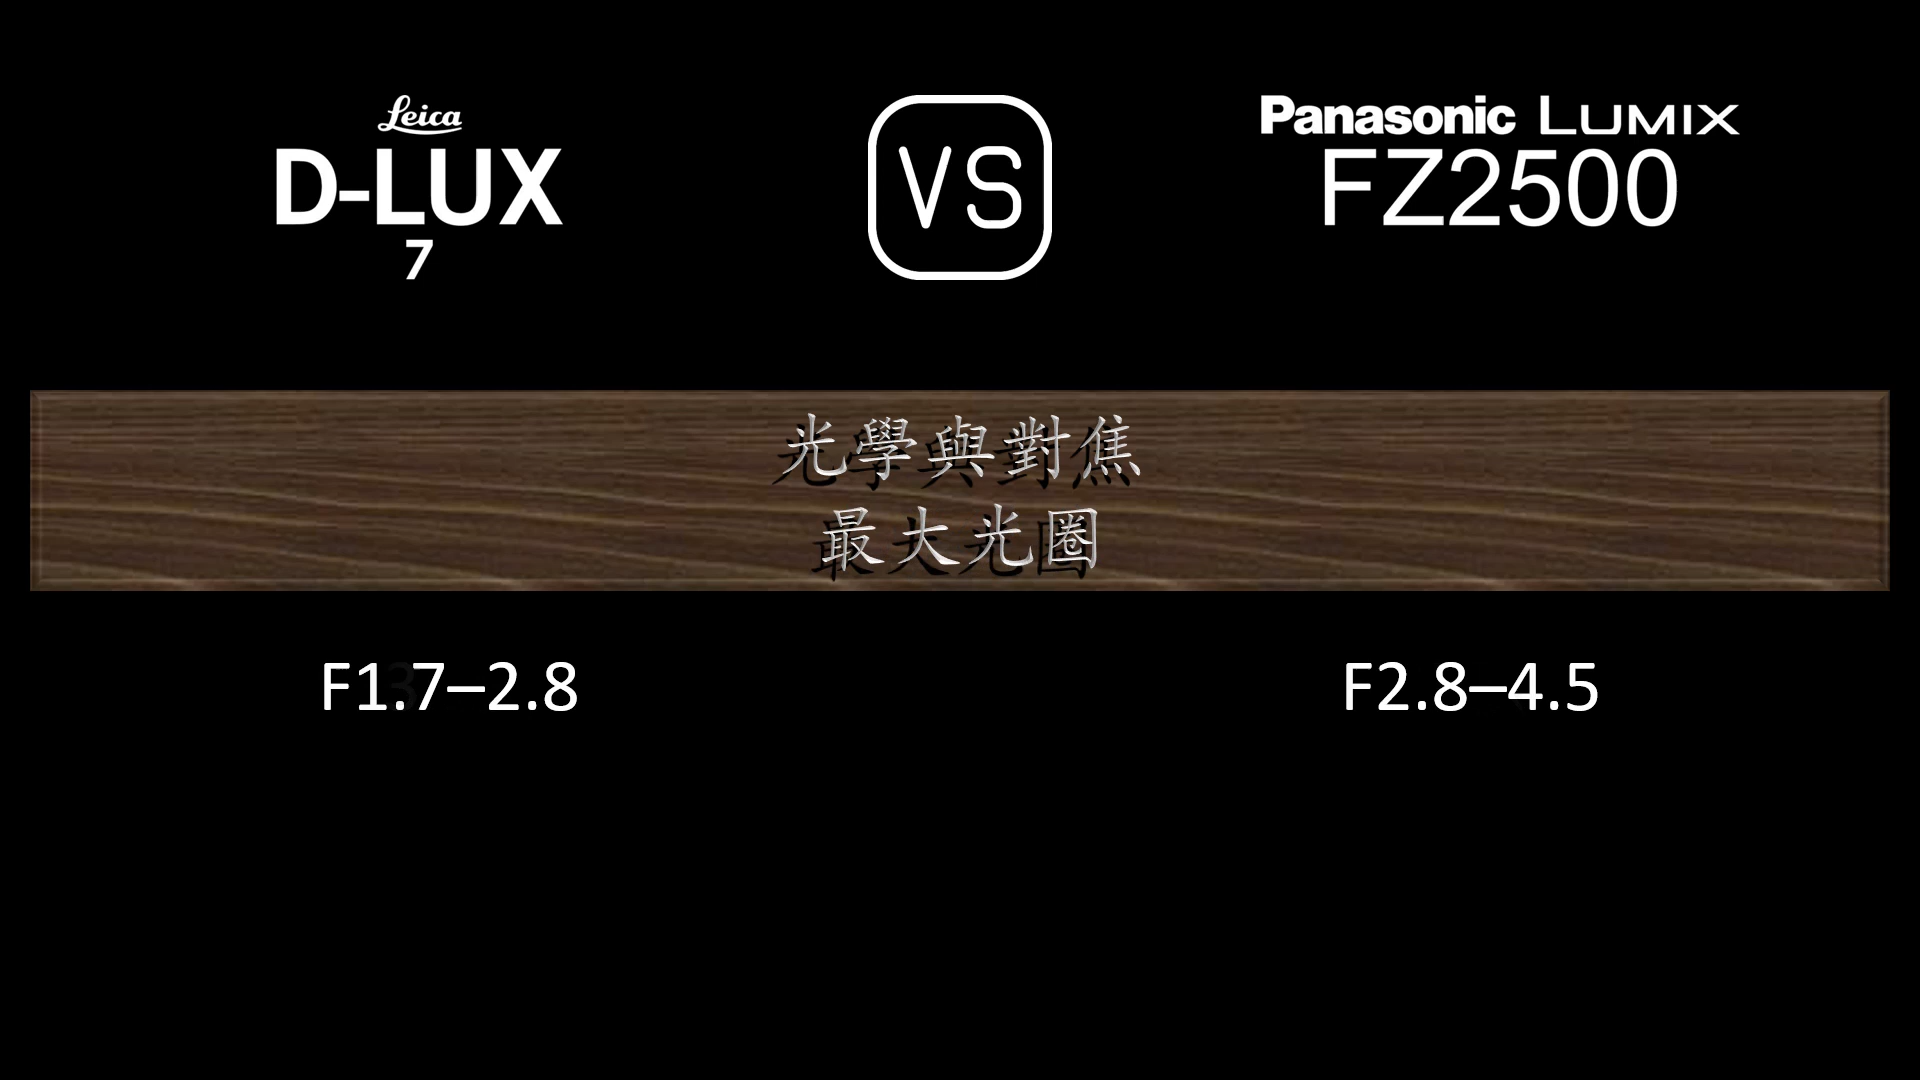 Leica
D-LUX
7
VS
Panasonic LUMIX
FZ2500
光學與對焦
最大光圈
F1.7–2.8
F2.8–4.5